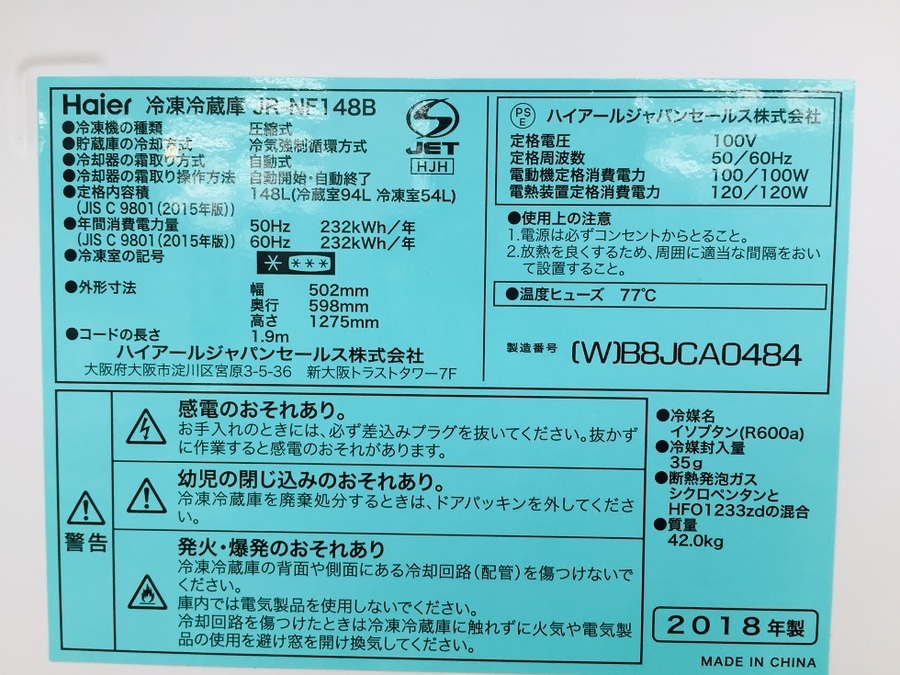 Haier 冷凍冷蔵庫 JR-NF148B
●冷凍機の種類 圧縮式
●貯蔵庫の冷却方式 冷気強制循環方式
●冷却器の霜取り方式 自動式
●冷却器の霜取り操作方法 自動開始・自動終了
●定格内容積 148L(冷蔵室94L 冷凍室54L)
(JIS C 9801(2015年版))
●年間消費電力量 50Hz 232kWh/年
(JIS C 9801(2015年版)) 60Hz 232kWh/年
●冷凍室の記号 * ***
●外形寸法 幅 502mm
奥行 598mm
高さ 1275mm
●コードの長さ 1.9m
ハイアールジャパンセールス株式会社
大阪府大阪市淀川区宮原3-5-36 新大阪トラストタワー7F
JET
HJH
PS
E
ハイアールジャパンセールス株式会社
定格電圧 100V
定格周波数 50/60Hz
電動機定格消費電力 100/100W
電熱装置定格消費電力 120/120W
●使用上の注意
1.電源は必ずコンセントからとること。
2.放熱を良くするため、周囲に適当な間隔をおい
て設置すること。
●温度ヒューズ 77℃
製造番号 (W)B8JCA0484
警告
感電のおそれあり。
お手入れのときには、必ず差込みプラグを抜いてください。抜かず
に作業すると感電のおそれがあります。
幼児の閉じ込みのおそれあり。
冷凍冷蔵庫を廃棄処分するときは、ドアパッキンを外してくださ
い。
発火・爆発のおそれあり
冷凍冷蔵庫の背面や側面にある冷却回路(配管)を傷つけないで
ください。
庫内では電気製品を使用しないでください。
冷却回路を傷つけたときは冷凍冷蔵庫に触れずに火気や電気製
品の使用を避け窓を開け換気してください。
●冷媒名
イソブタン(R600a)
●冷媒封入量
35g
●断熱発泡ガス
シクロペンタンと
HFO1233zdの混合
●質量
42.0kg
2018年製
MADE IN CHINA